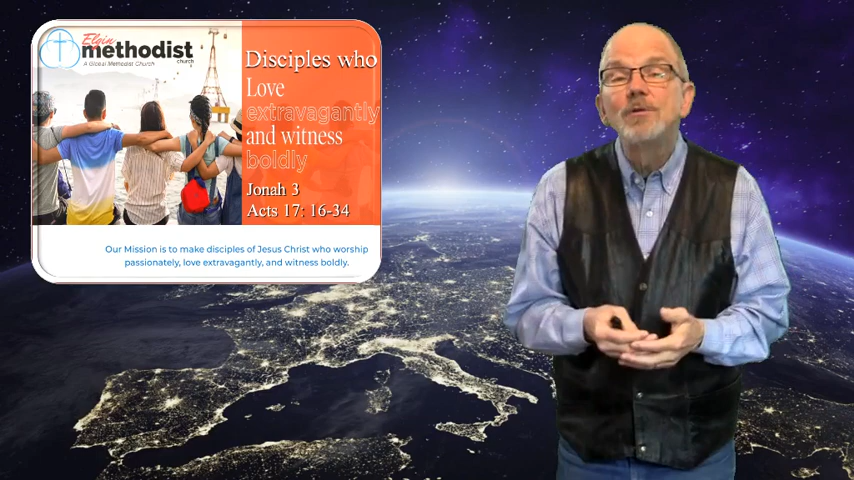 Elgin
methodist
church
A Global Methodist Church
Disciples who
Love
extravagantly
and witness
boldly
Jonah 3
Acts 17: 16-34
Our Mission is to make disciples of Jesus Christ who worship
passionately, love extravagantly, and witness boldly.